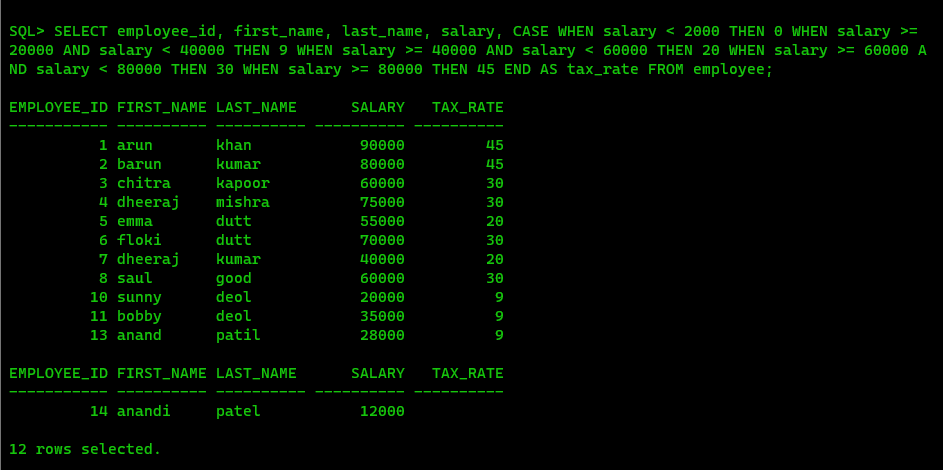 SQL> SELECT employee_id, first_name, last_name, salary, CASE WHEN salary < 2000 THEN 0 WHEN salary >=
20000 AND salary < 40000 THEN 9 WHEN salary >= 40000 AND salary < 60000 THEN 20 WHEN salary >= 60000 A
ND salary < 80000 THEN 30 WHEN salary >= 80000 THEN 45 END AS tax_rate FROM employee;

EMPLOYEE_ID FIRST_NAME LAST_NAME      SALARY   TAX_RATE
----------- ---------- ---------- ---------- ----------
          1 arun       khan            90000         45
          2 barun      kumar           80000         45
          3 chitra     kapoor          60000         30
          4 dheeraj    mishra          75000         30
          5 emma       dutt            55000         20
          6 floki      dutt            70000         30
          7 dheeraj    kumar           40000         20
          8 saul       good            60000         30
         10 sunny      deol            20000          9
         11 bobby      deol            35000          9
         13 anand      patil           28000          9

EMPLOYEE_ID FIRST_NAME LAST_NAME      SALARY   TAX_RATE
----------- ---------- ---------- ---------- ----------
         14 anandi     patel           12000

12 rows selected.